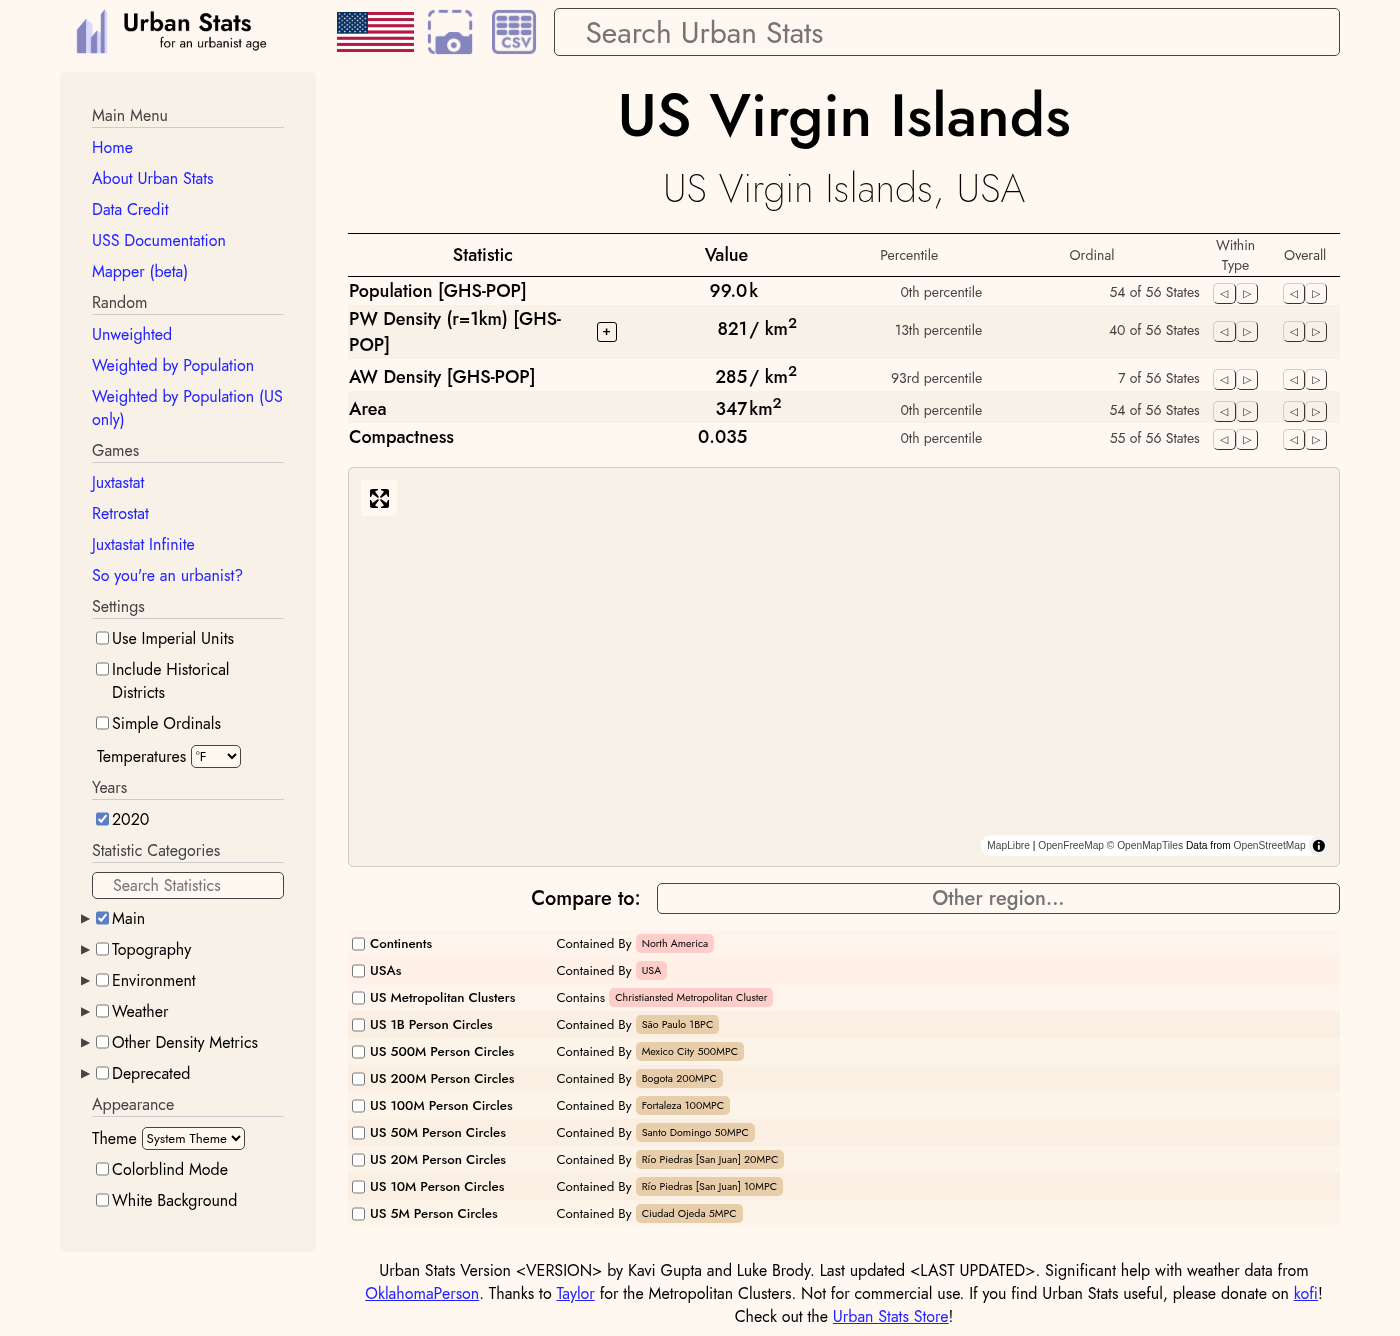 Urban Stats
for an urbanist age
CSV
Search Urban Stats
Main Menu
Home
About Urban Stats
Data Credit
USS Documentation
Mapper (beta)
Random
Unweighted
Weighted by Population
Weighted by Population (US
only)
Games
Juxtastat
Retrostat
Juxtastat Infinite
So you're an urbanist?
Settings
Use Imperial Units
Include Historical
Districts
Simple Ordinals
Temperatures °F
Years
2020
Statistic Categories
Search Statistics
Main
Topography
Environment
Weather
Other Density Metrics
Deprecated
Appearance
Theme System Theme
Colorblind Mode
White Background
US Virgin Islands
US Virgin Islands, USA
Statistic Value Percentile Ordinal Within Type Overall
Population [GHS-POP] 99.0k 0th percentile 54 of 56 States
PW Density (r=1km) [GHS-
POP] + 821/ km² 13th percentile 40 of 56 States
AW Density [GHS-POP] 285/ km² 93rd percentile 7 of 56 States
Area 347km² 0th percentile 54 of 56 States
Compactness 0.035 0th percentile 55 of 56 States
MapLibre | OpenFreeMap © OpenMapTiles Data from OpenStreetMap
Compare to: Other region...
Continents Contained By North America
USAs Contained By USA
US Metropolitan Clusters Contains Christiansted Metropolitan Cluster
US 1B Person Circles Contained By São Paulo 1BPC
US 500M Person Circles Contained By Mexico City 500MPC
US 200M Person Circles Contained By Bogota 200MPC
US 100M Person Circles Contained By Fortaleza 100MPC
US 50M Person Circles Contained By Santo Domingo 50MPC
US 20M Person Circles Contained By Río Piedras [San Juan] 20MPC
US 10M Person Circles Contained By Río Piedras [San Juan] 10MPC
US 5M Person Circles Contained By Ciudad Ojeda 5MPC
Urban Stats Version <VERSION> by Kavi Gupta and Luke Brody. Last updated <LAST UPDATED>. Significant help with weather data from
OklahomaPerson. Thanks to Taylor for the Metropolitan Clusters. Not for commercial use. If you find Urban Stats useful, please donate on kofi!
Check out the Urban Stats Store!